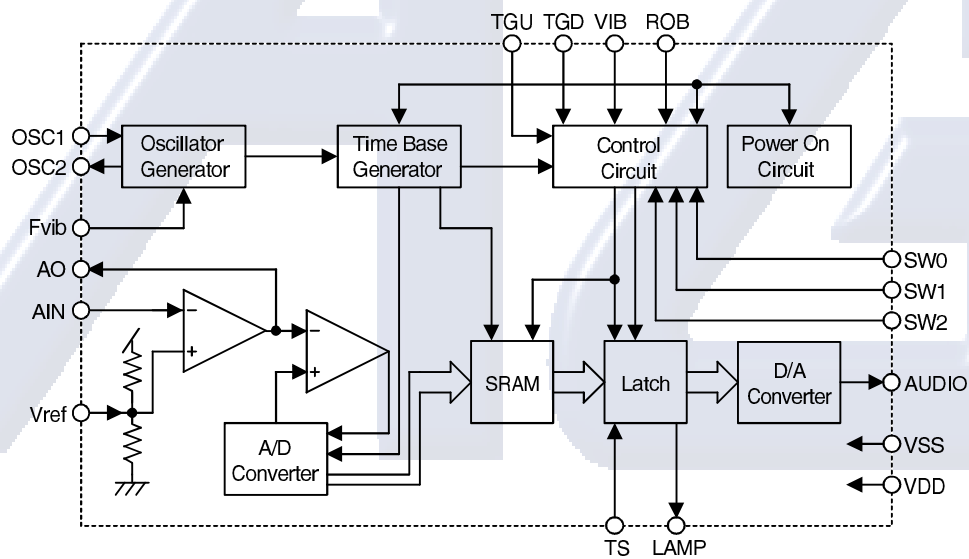 TGU TGD VIB ROB
OSC1
OSC2
Oscillator
Generator
Time Base
Generator
Control
Circuit
Power On
Circuit
Fvib
AO
AIN
Vref
−
+
−
+
SW0
SW1
SW2
A/D
Converter
SRAM
Latch
D/A
Converter
AUDIO
VSS
VDD
TS LAMP